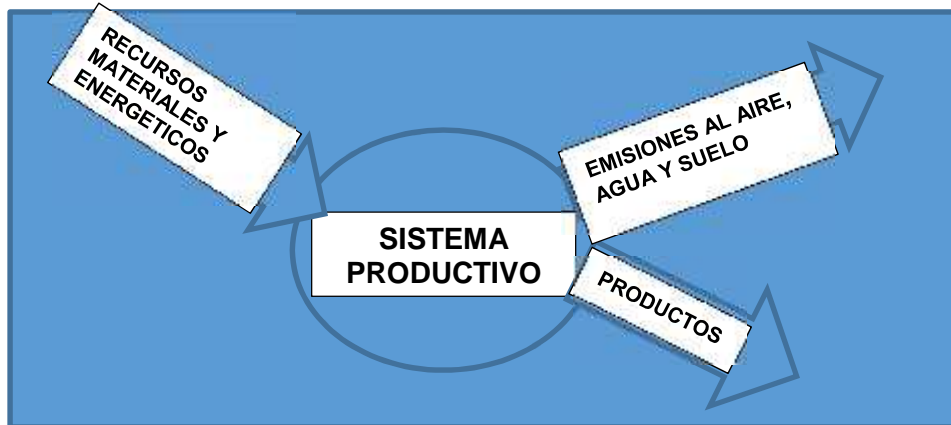 RECURSOS
MATERIALES Y
ENERGETICOS
EMISIONES AL AIRE,
AGUA Y SUELO
SISTEMA
PRODUCTIVO
PRODUCTOS